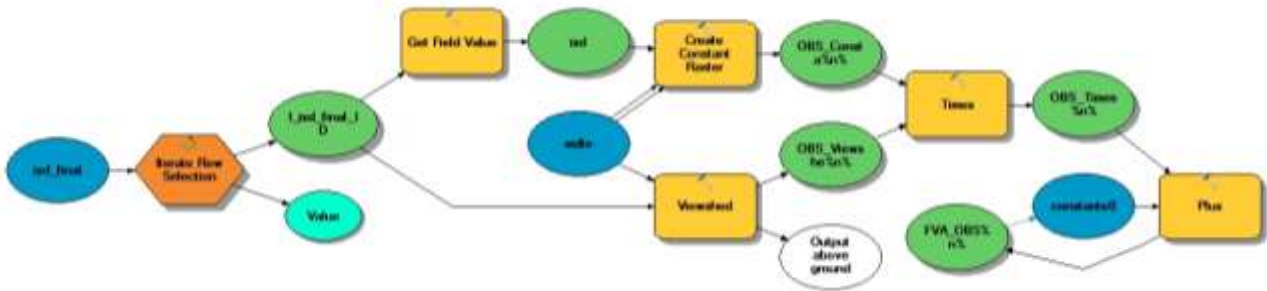 Get Field Value
ind
Create
Constant
Raster
OBS_Const
a%n%
Times
OBS_Times
%n%
I_ind_final_I
D
ind_final
Iterate Row
Selection
Value
OBS_Views
he%n%
Viewshed
Output
above
ground
FVA_OBS%
n%
Plus